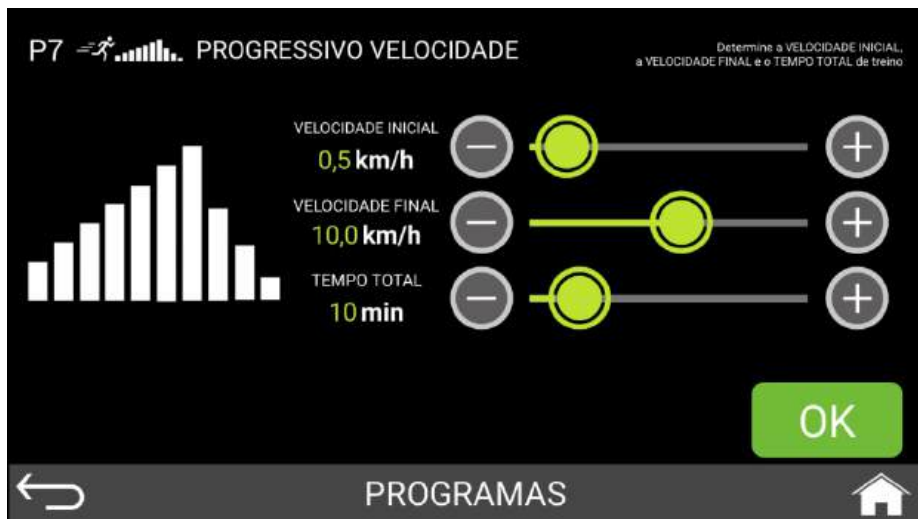 P7 PROGRESSIVO VELOCIDADE
Determine a VELOCIDADE INICIAL,
a VELOCIDADE FINAL e o TEMPO TOTAL de treino
VELOCIDADE INICIAL
0,5 km/h
VELOCIDADE FINAL
10,0 km/h
TEMPO TOTAL
10 min
OK
PROGRAMAS